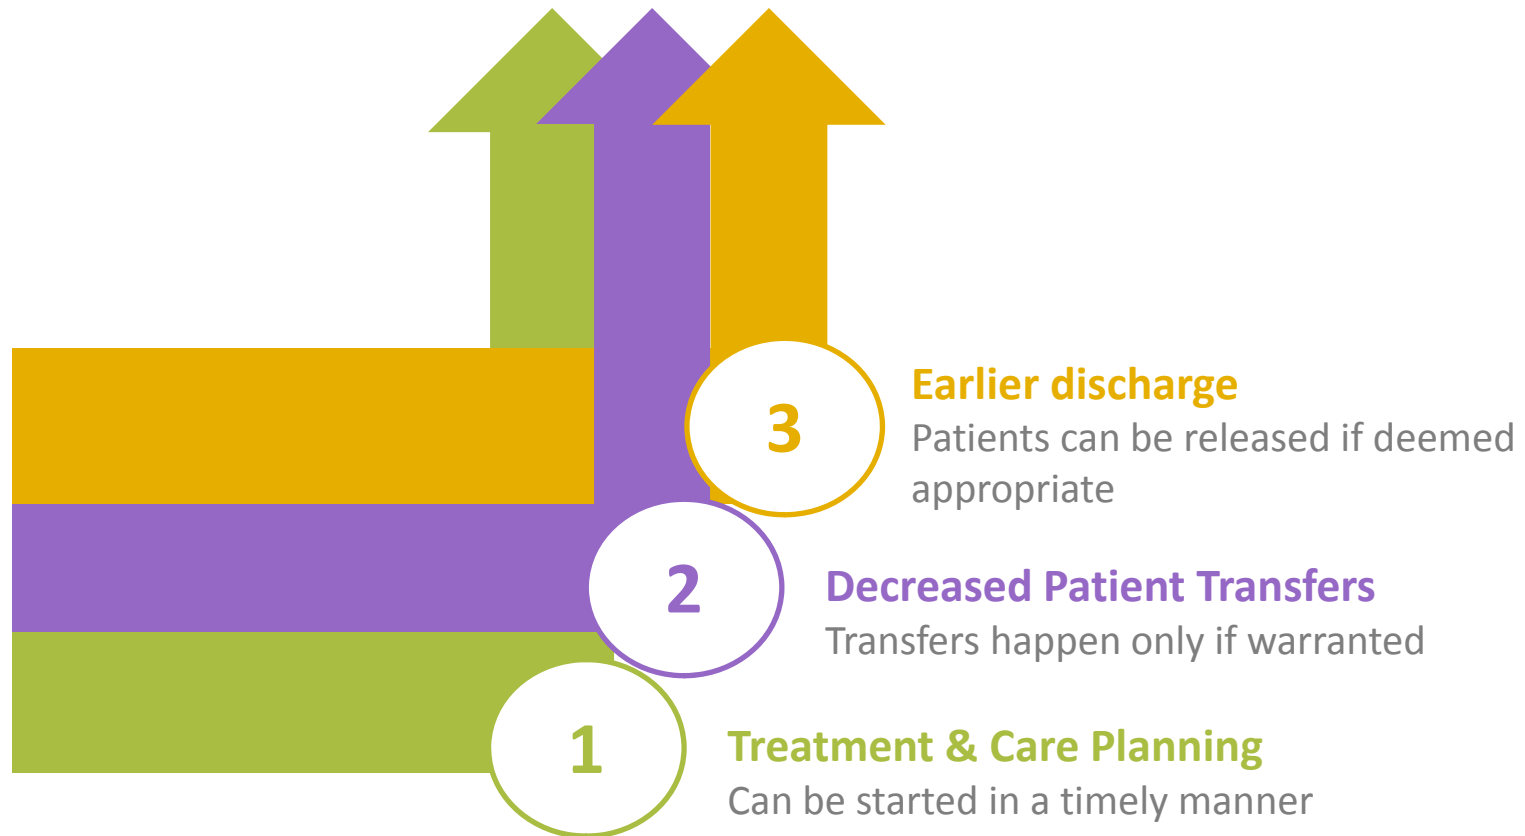 3
Earlier discharge
Patients can be released if deemed
appropriate
2
Decreased Patient Transfers
Transfers happen only if warranted
1
Treatment & Care Planning
Can be started in a timely manner